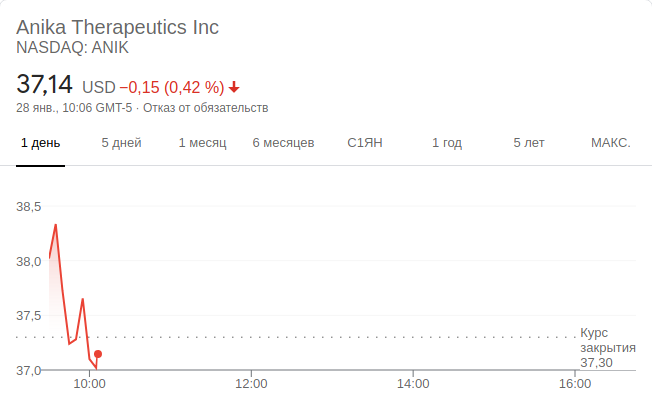 Anika Therapeutics Inc
NASDAQ: ANIK
37,14 USD −0,15 (0,42 %)
28 янв., 10:06 GMT-5 · Отказ от обязательств
1 день 5 дней 1 месяц 6 месяцев С1ЯН 1 год 5 лет МАКС.
38,5
38,0
37,5
Курс
закрытия
37,30
37,0
10:00 12:00 14:00 16:00